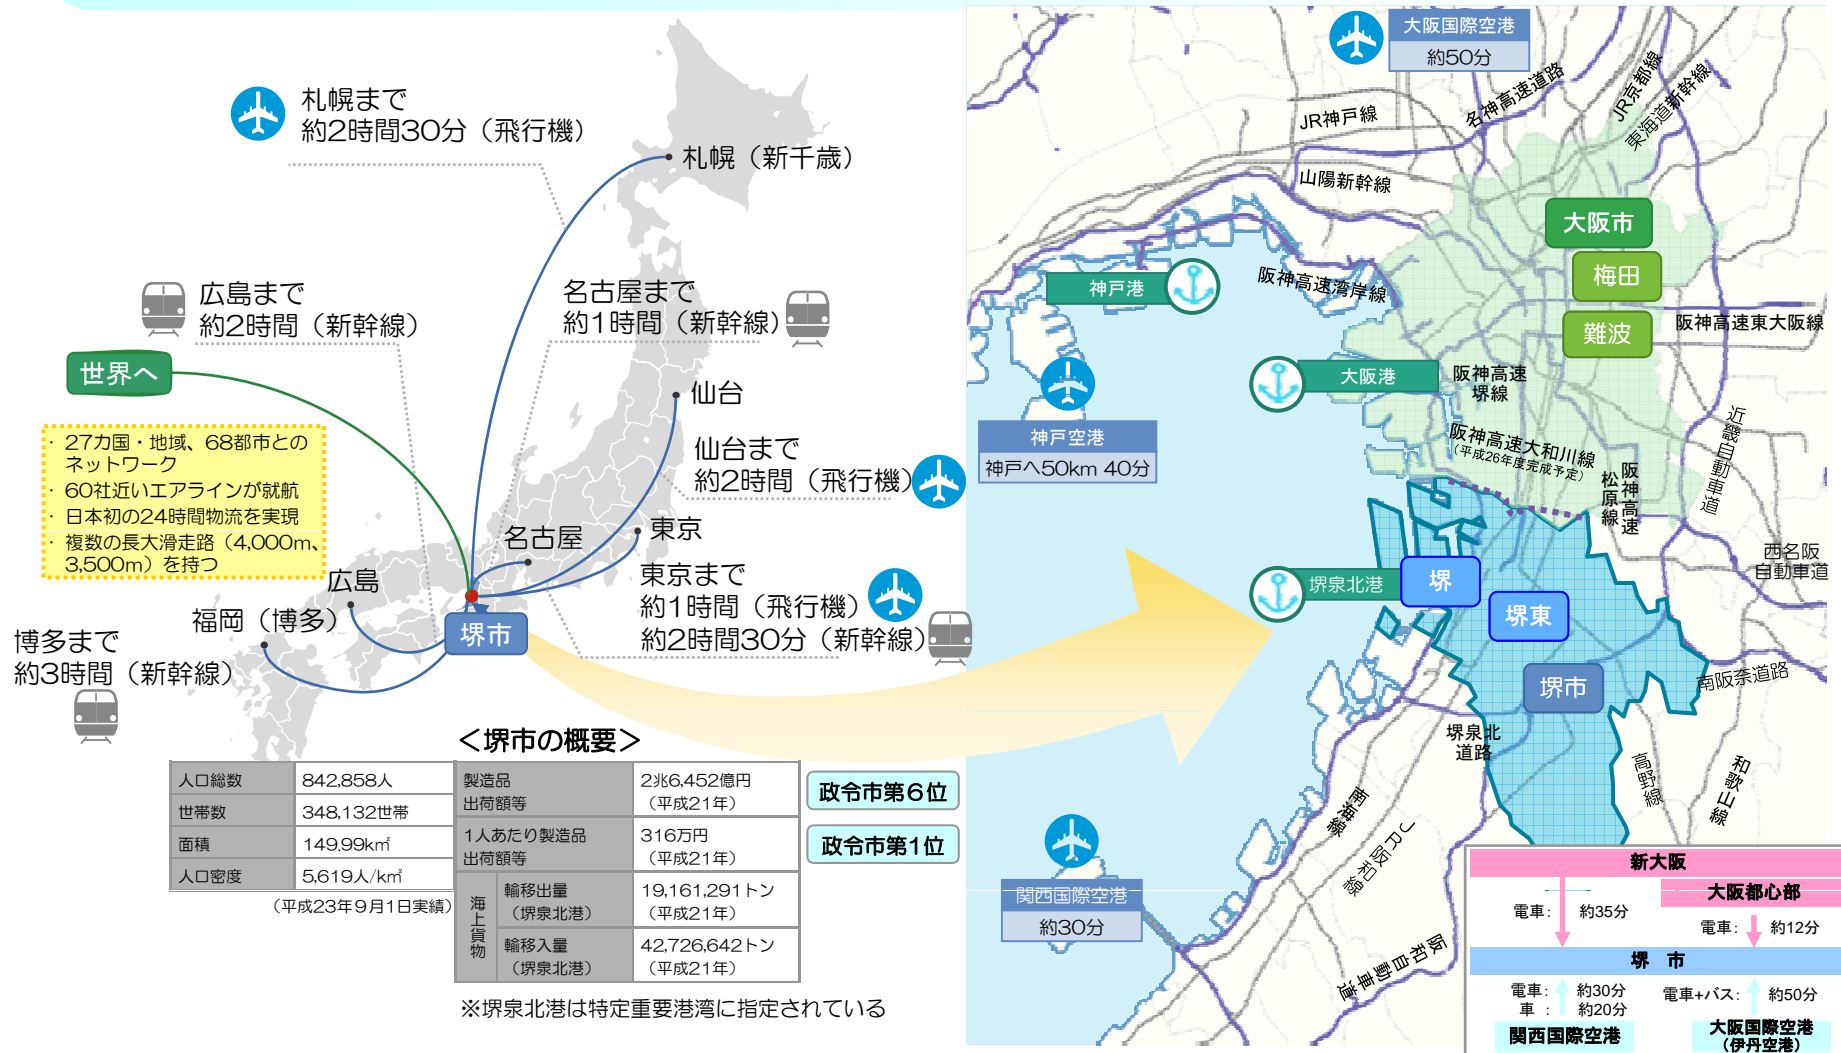 札幌まで
約2時間30分（飛行機）
札幌（新千歳）
広島まで
約2時間（新幹線）
名古屋まで
約1時間（新幹線）
世界へ
・ 27カ国・地域、68都市との
ネットワーク
・ 60社近いエアラインが就航
・ 日本初の24時間物流を実現
・ 複数の長大滑走路（4,000m、
3,500m）を持つ
仙台
仙台まで
約2時間（飛行機）
名古屋
東京
東京まで
約1時間（飛行機）
約2時間30分（新幹線）
広島
福岡（博多）
博多まで
約3時間（新幹線）
堺市
＜堺市の概要＞
人口総数 842,858人
世帯数 348,132世帯
面積 149.99k㎡
人口密度 5,619人/k㎡
（平成23年9月1日実績）
製造品
出荷額等
2兆6,452億円
（平成21年）
政令市第6位
1人あたり製造品
出荷額等
316万円
（平成21年）
政令市第1位
海上貨物
輸移出量
（堺泉北港）
19,161,291トン
（平成21年）
輸移入量
（堺泉北港）
42,726,642トン
（平成21年）
※堺泉北港は特定重要港湾に指定されている
大阪国際空港
約50分
JR神戸線
名神高速道路
JR京都線
東海道新幹線
山陽新幹線
大阪市
梅田
難波
神戸港
阪神高速湾岸線
阪神高速東大阪線
大阪港
阪神高速
堺線
神戸空港
神戸へ50km 40分
阪神高速大和川線
（平成26年度完成予定）
阪神高速
松原線
近畿自動車道
西名阪
自動車道
堺泉北港
堺
堺東
堺市
南阪奈道路
堺泉北
道路
高野線
和歌山線
南海線
JR阪和線
阪和自動車道
関西国際空港
約30分
新大阪
大阪都心部
電車： 約35分
電車： 約12分
堺 市
電車： 約30分
車 ： 約20分
電車+バス： 約50分
関西国際空港
大阪国際空港
（伊丹空港）